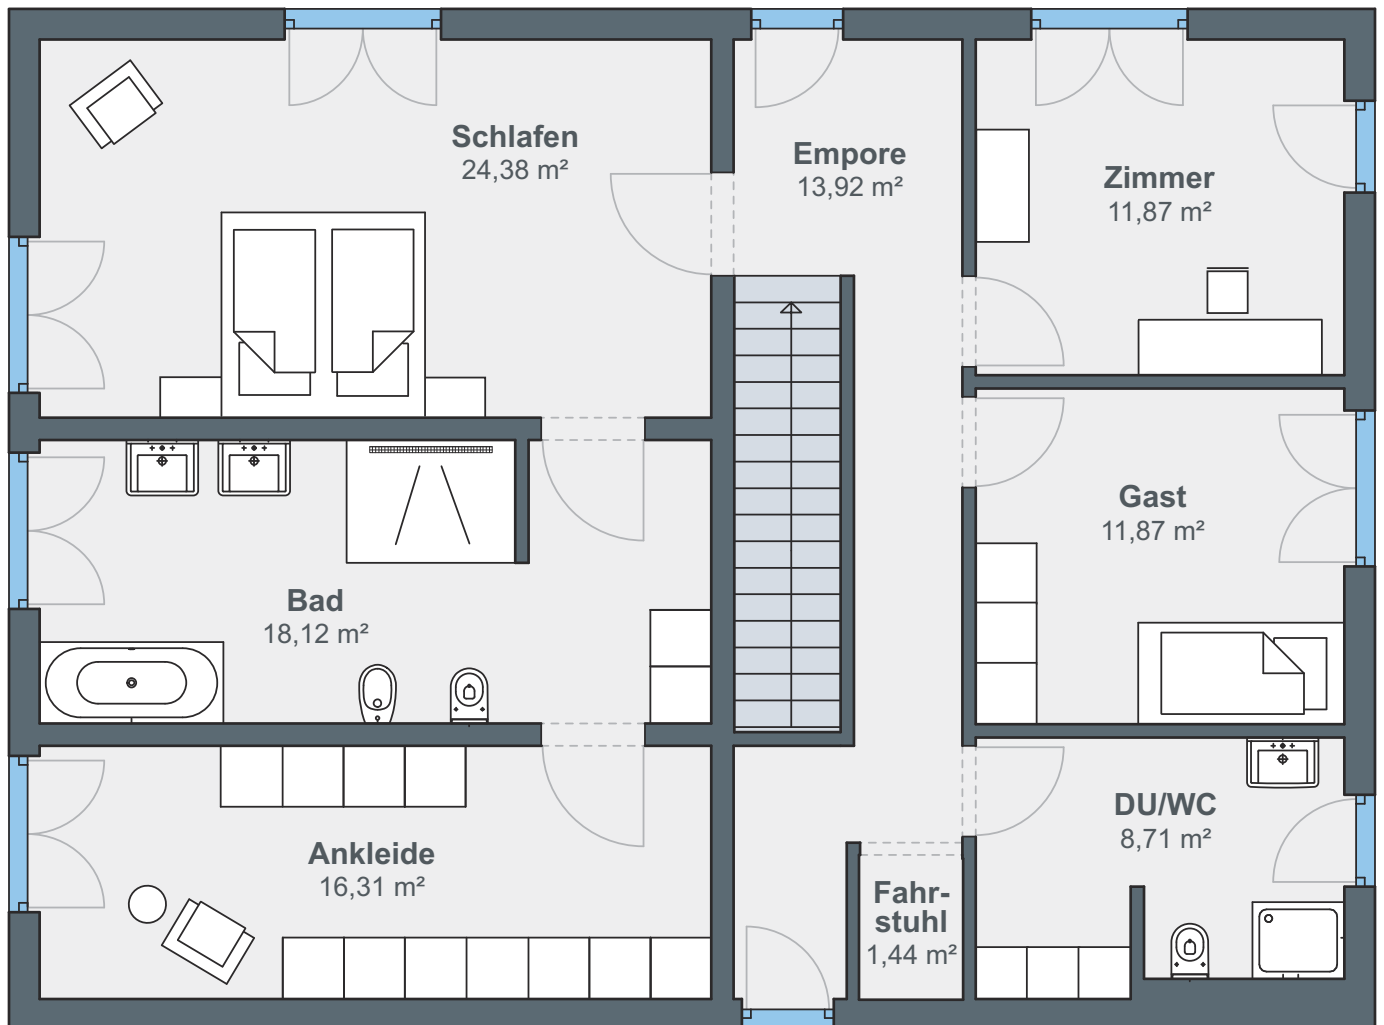 Schlafen
24,38 m²
Empore
13,92 m²
Zimmer
11,87 m²
Gast
11,87 m²
Bad
18,12 m²
DU/WC
8,71 m²
Ankleide
16,31 m²
Fahr-
stuhl
1,44 m²